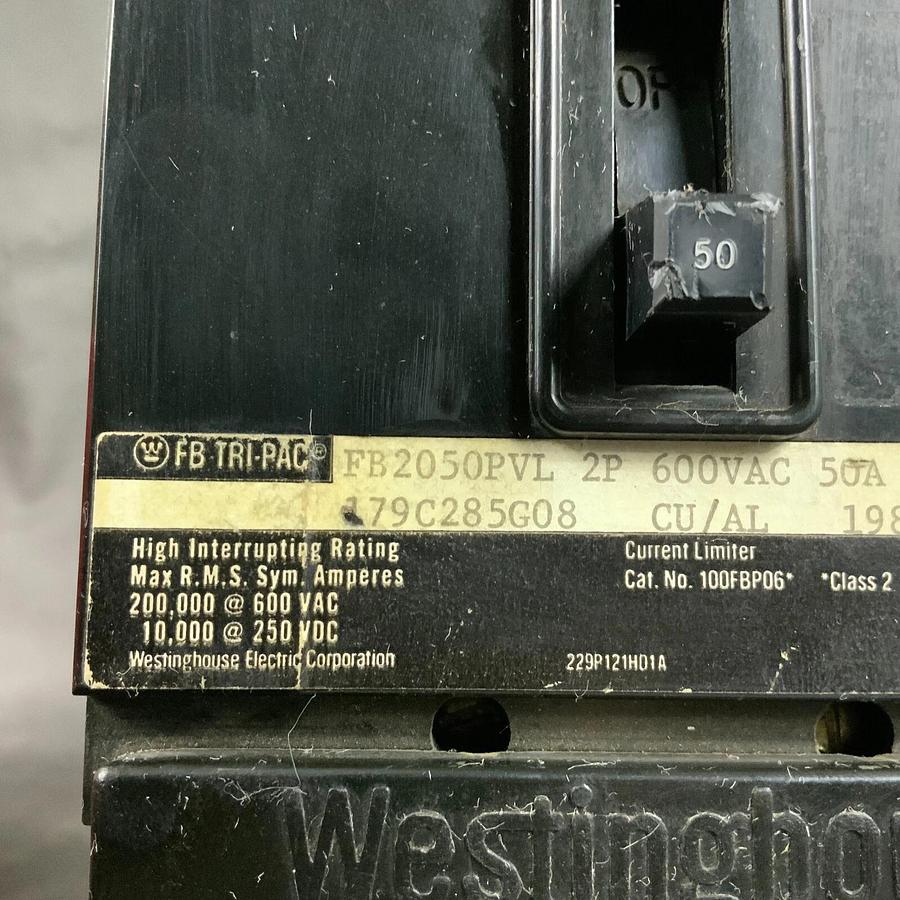 OF
50
W FB TRI-PAC® FB2050PVL 2P 600VAC 50A
179C285G08 CU/AL 198
High Interrupting Rating
Max R.M.S. Sym. Amperes
200,000 @ 600 VAC
10,000 @ 250 VDC
Westinghouse Electric Corporation
Current Limiter
Cat. No. 100FBP06* *Class 2
229P121H01A
Westinghou